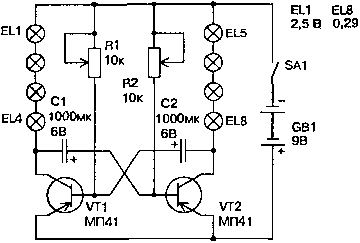 EL1 EL8
2,5 В 0,29
EL1
R1
10к
R2
10к
EL5
SA1
C1
1000мк
6В
+
C2
1000мк
6В
+
EL4
EL8
−
GB1
+
9В
VT1
МП41
VT2
МП41